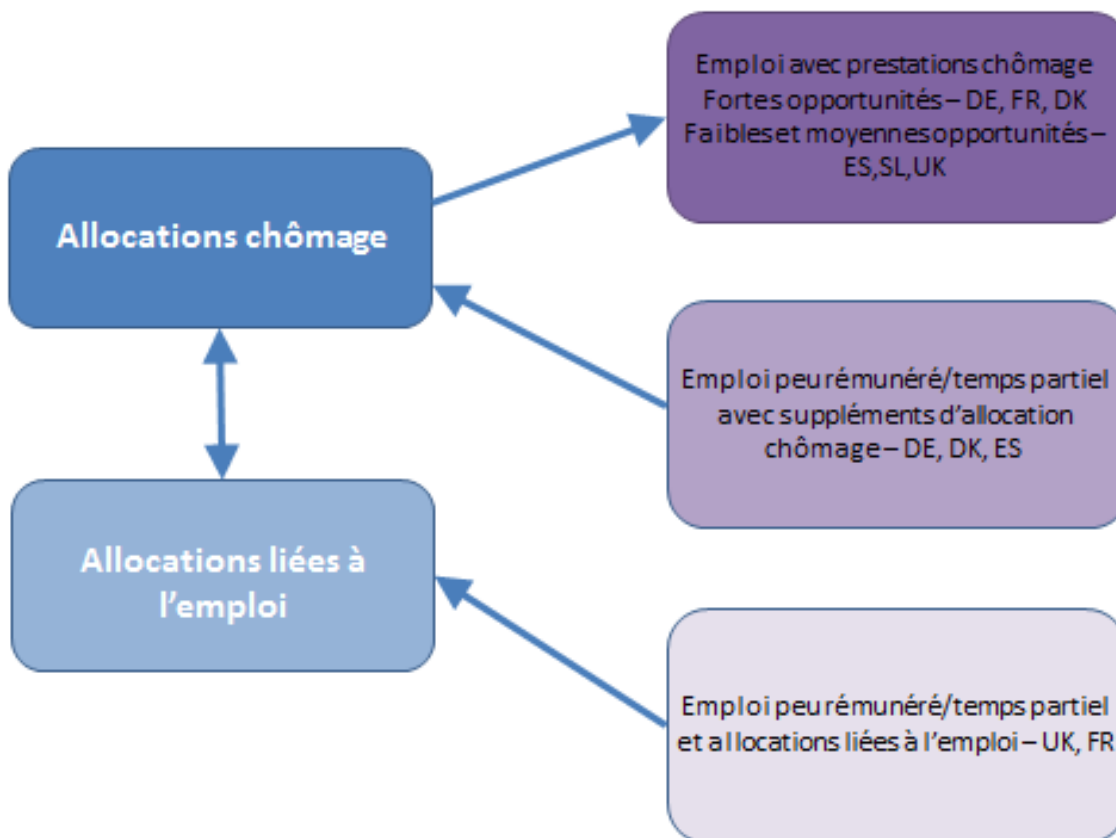 Emploi avec prestations chômage
Fortes opportunités – DE, FR, DK
Faibles et moyennes opportunités –
ES,SL,UK
Allocations chômage
Emploi peu rémunéré/temps partiel
avec suppléments d’allocation
chômage – DE, DK, ES
Allocations liées à
l’emploi
Emploi peu rémunéré/temps partiel
et allocations liées à l’emploi – UK, FR